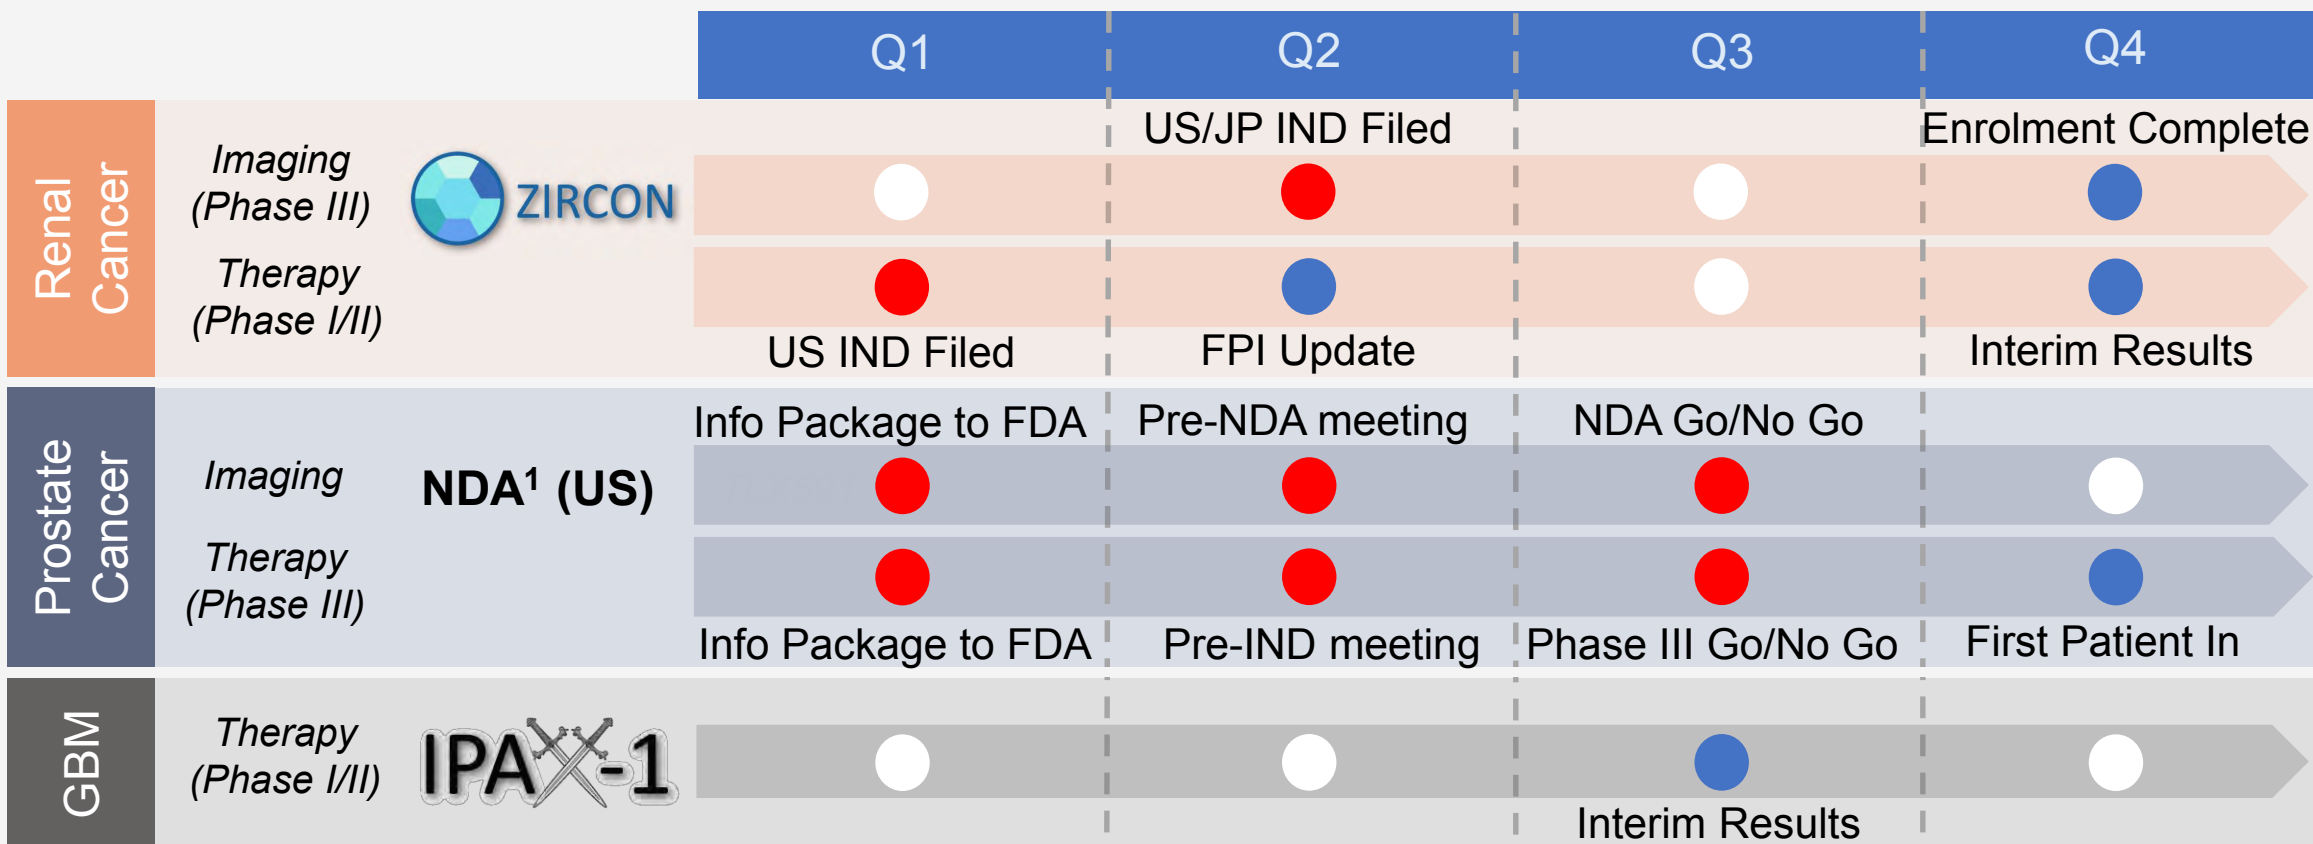 Q1 Q2 Q3 Q4
Renal
Cancer
Imaging
(Phase III)
ZIRCON
US/JP IND Filed
Enrolment Complete
Therapy
(Phase I/II)
US IND Filed
FPI Update
Interim Results
Prostate
Cancer
Info Package to FDA
Pre-NDA meeting
NDA Go/No Go
Imaging
NDA¹ (US)
Therapy
(Phase III)
Info Package to FDA
Pre-IND meeting
Phase III Go/No Go
First Patient In
GBM
Therapy
(Phase I/II)
IPAX-1
Interim Results